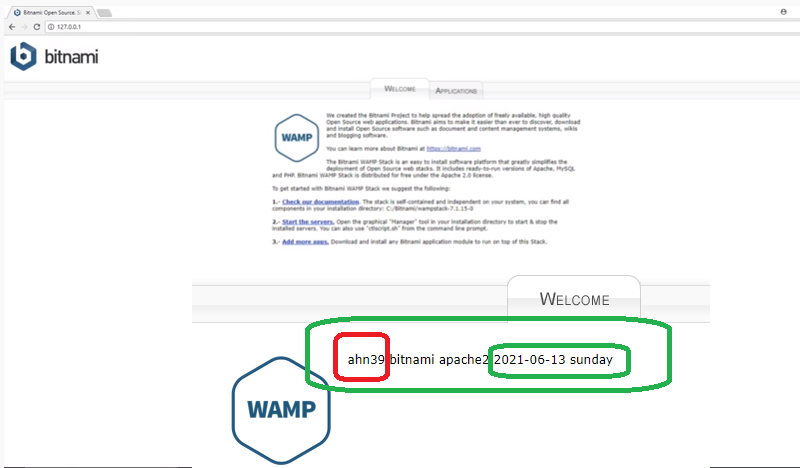 Bitnami: Open Source. S
127.0.0.1
bitnami
WELCOME
APPLICATIONS
We created the Bitnami Project to help spread the adoption of freely available, high quality
Open Source web applications. Bitnami aims to make it easier than ever to discover, download
and install Open Source software such as document and content management systems, wikis
and blogging software.
WAMP
You can learn more about Bitnami at https://bitnami.com
The Bitnami WAMP Stack is an easy to install software platform that greatly simplifies the
deployment of Open Source web stacks. It includes ready-to-run versions of Apache, MySQL
and PHP. Bitnami WAMP Stack is distributed for free under the Apache 2.0 license.
To get started with Bitnami WAMP Stack we suggest the following:
1.- Check our documentation. The stack is self-contained and independent on your system, you can find all
components in your installation directory: C:/Bitnami/wampstack-7.1.15-0
2.- Start the servers. Open the graphical "Manager" tool in your installation directory to start & stop the
installed servers. You can also use "ctlscript.sh" from the command line prompt.
3.- Add more apps. Download and install any Bitnami application module to run on top of this Stack.
WELCOME
ahn39 bitnami apache2 2021-06-13 sunday
WAMP